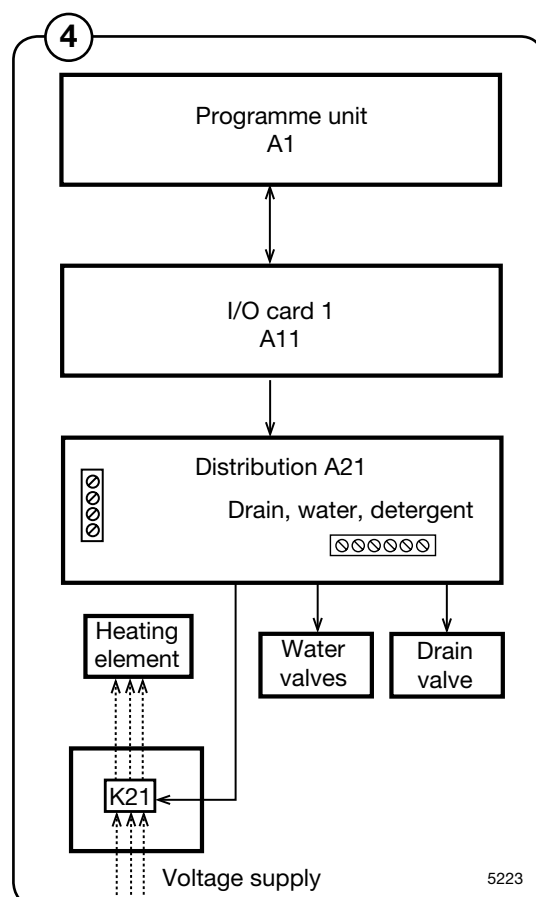 4
Programme unit
A1
I/O card 1
A11
Distribution A21
Drain, water, detergent
Heating
element
Water
valves
Drain
valve
K21
Voltage supply
5223